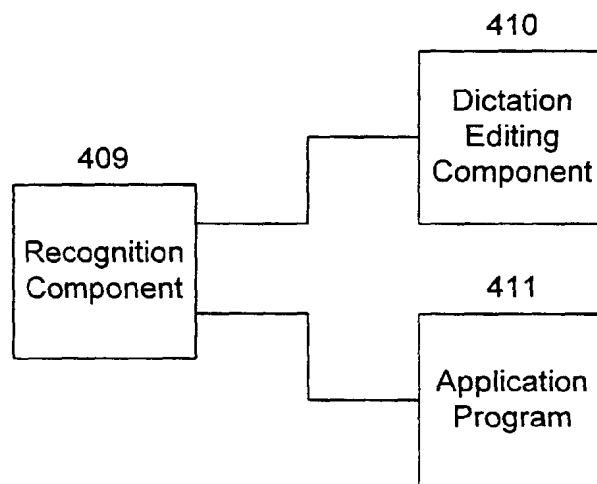 410
Dictation
Editing
Component
409
Recognition
Component
411
Application
Program